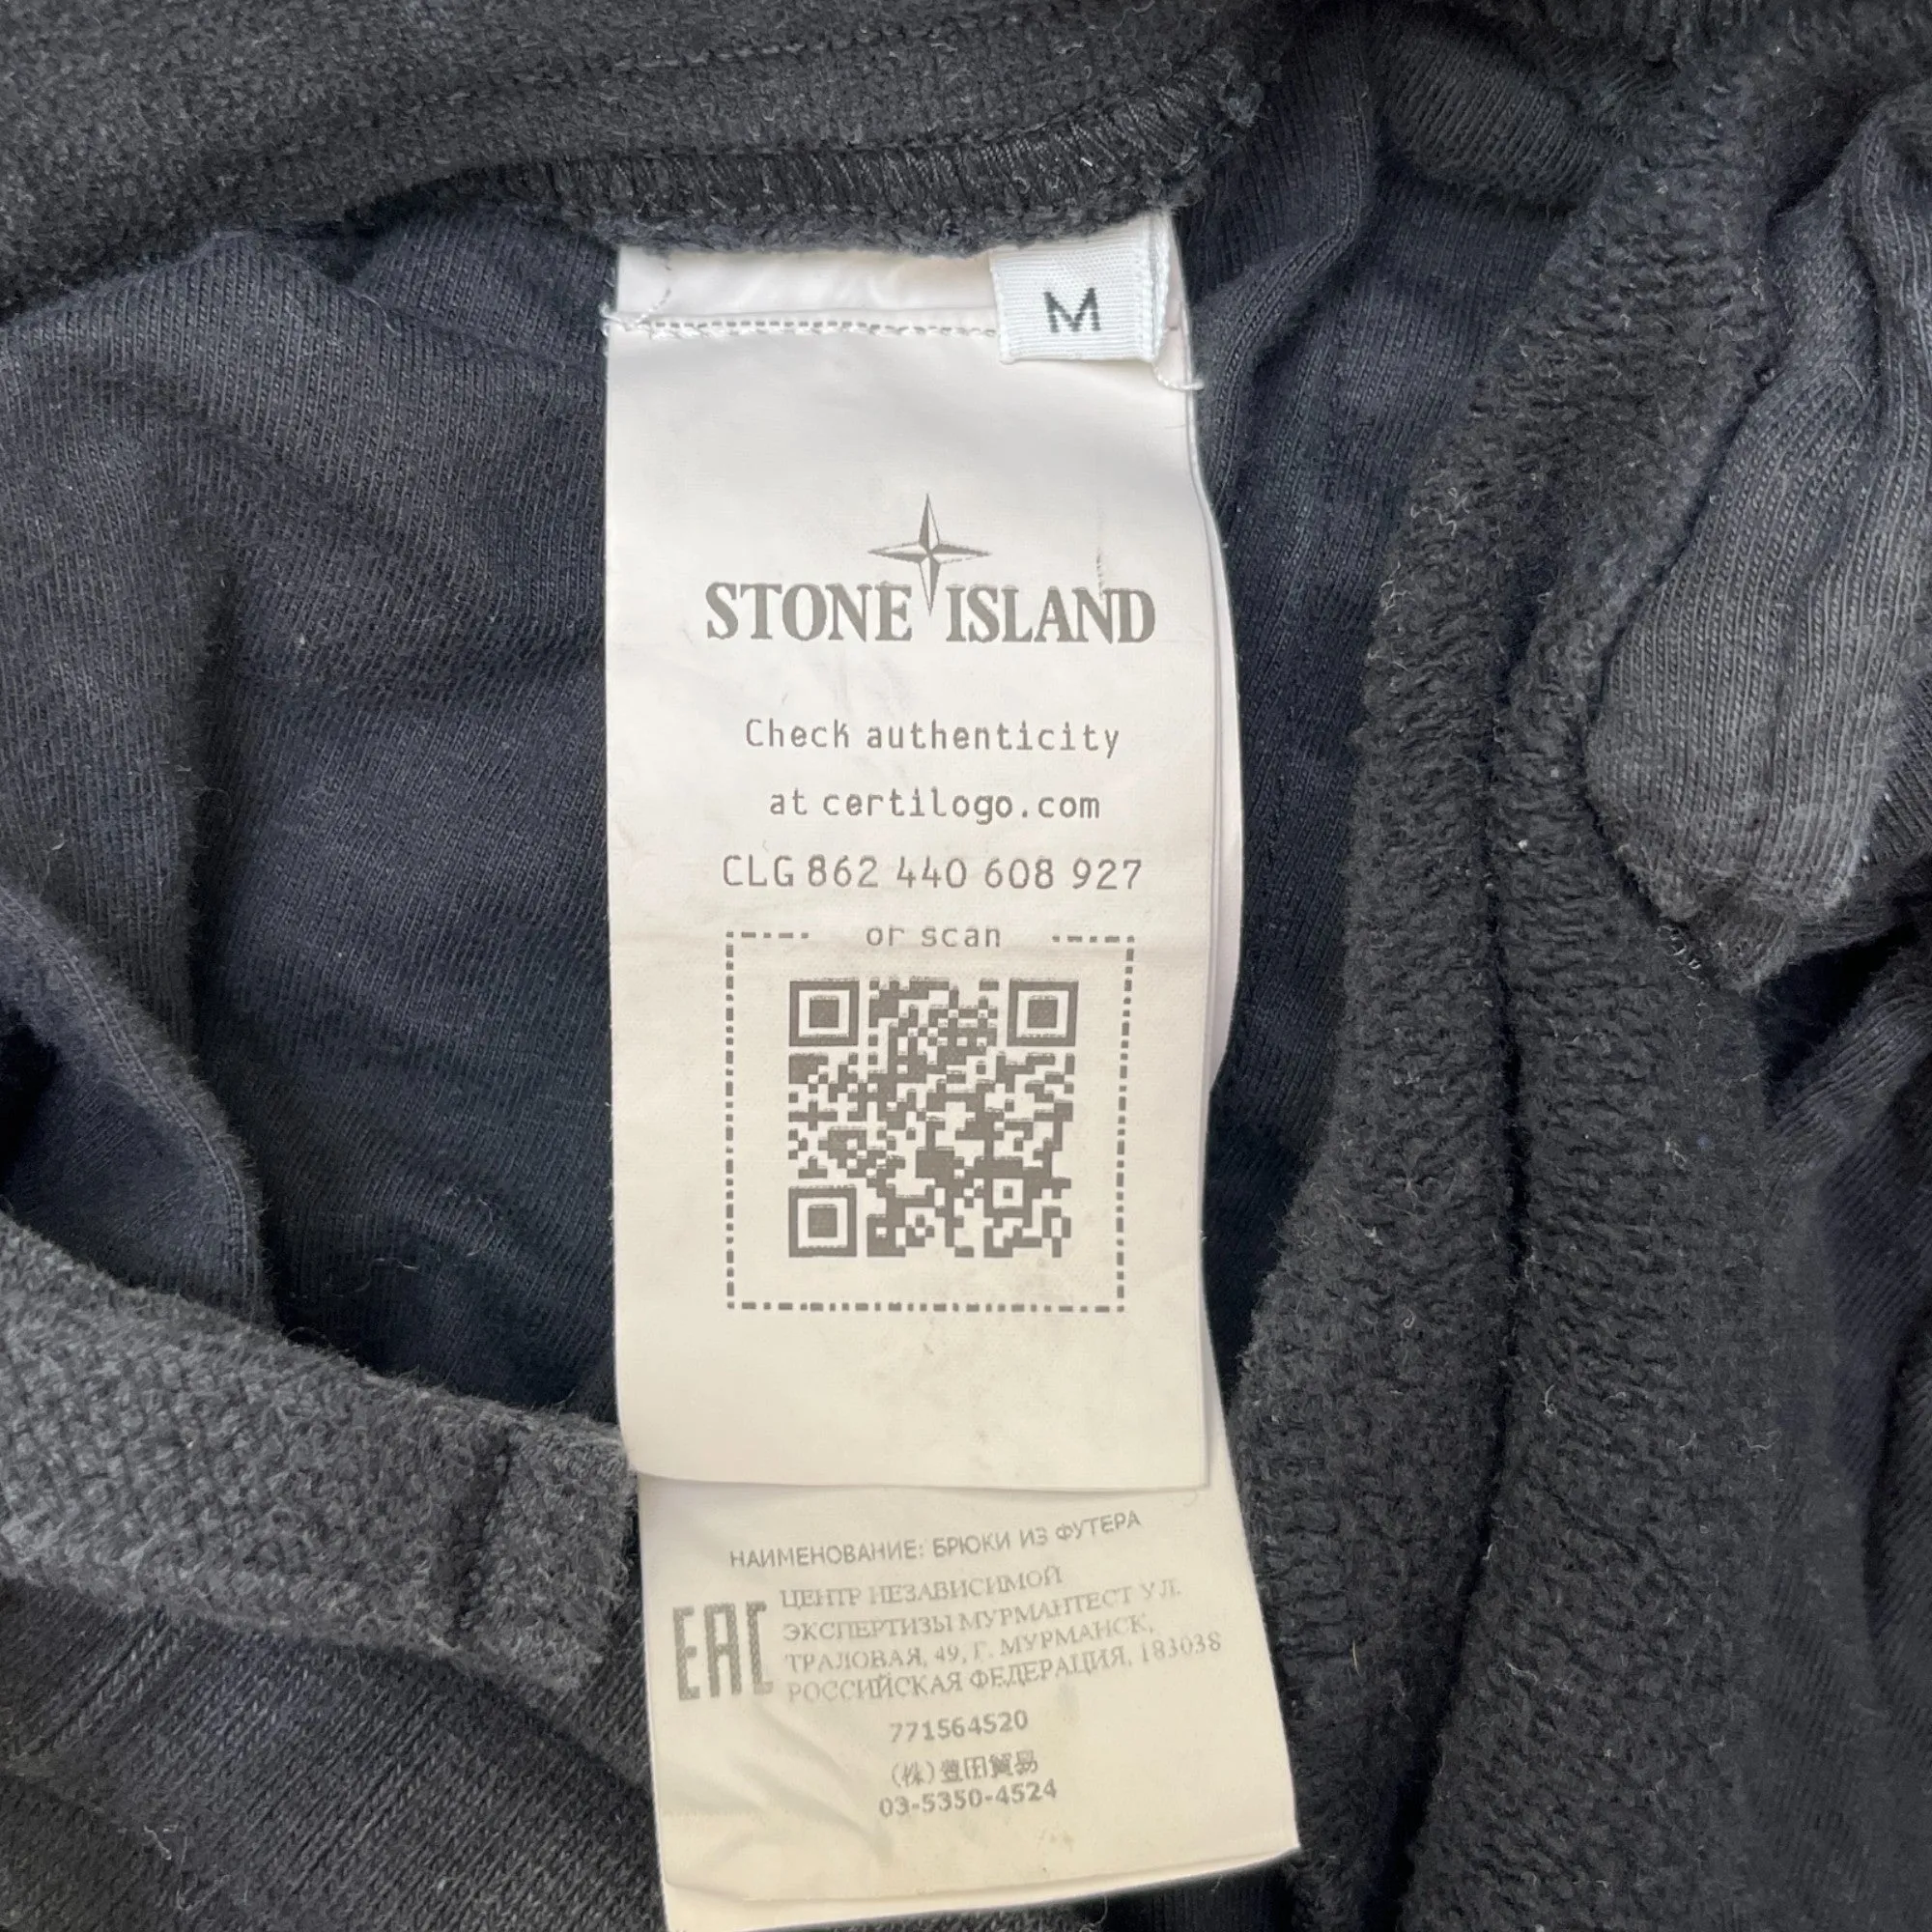 M
STONE ISLAND
Check authenticity
at certilogo.com
CLG 862 440 608 927
or scan
НАИМЕНОВАНИЕ: БРЮКИ ИЗ ФУТЕРА
EAC
ЦЕНТР НЕЗАВИСИМОЙ
ЭКСПЕРТИЗЫ МУРМАНТЕСТ УЛ.
ТРАЛОВАЯ, 49, Г. МУРМАНСК,
РОССИЙСКАЯ ФЕДЕРАЦИЯ, 183038
771564520
(株)豊田貿易
03-5350-4524